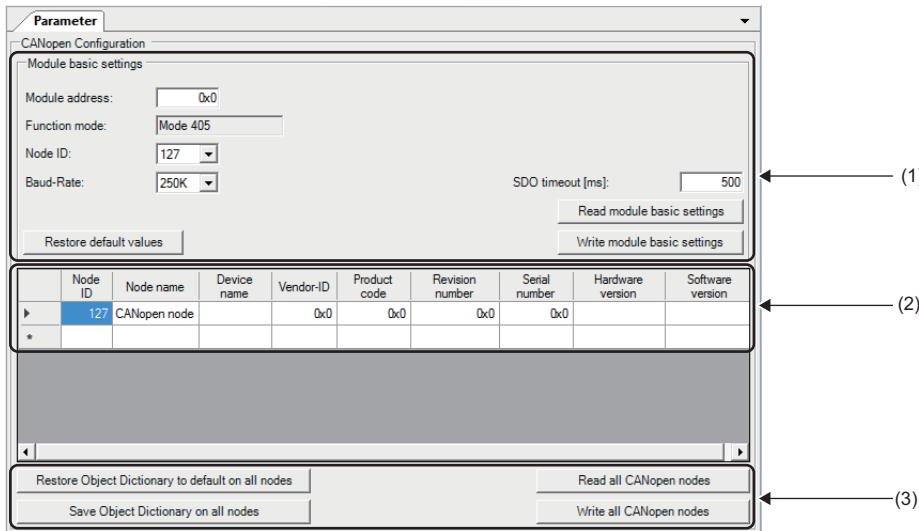 Parameter
CANopen Configuration
Module basic settings
Module address: 0x0
Function mode: Mode 405
Node ID: 127
Baud-Rate: 250K SDO timeout [ms]: 500 (1)
Read module basic settings
Restore default values Write module basic settings
Node ID Node name Device name Vendor-ID Product code Revision number Serial number Hardware version Software version
127 CANopen node 0x0 0x0 0x0 0x0 (2)
*
Restore Object Dictionary to default on all nodes Read all CANopen nodes
(3)
Save Object Dictionary on all nodes Write all CANopen nodes